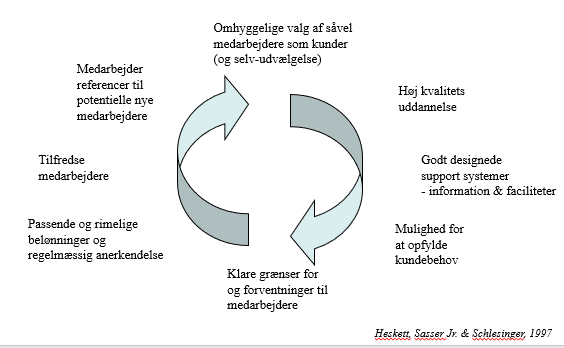 Omhyggelige valg af såvel
medarbejdere som kunder
(og selv-udvælgelse)
Høj kvalitets
uddannelse
Godt designede
support systemer
- information & faciliteter
Mulighed for
at opfylde
kundebehov
Klare grænser for
og forventninger til
medarbejdere
Passende og rimelige
belønninger og
regelmæssig anerkendelse
Tilfredse
medarbejdere
Medarbejder
referencer til
potentielle nye
medarbejdere
Heskett, Sasser Jr. & Schlesinger, 1997